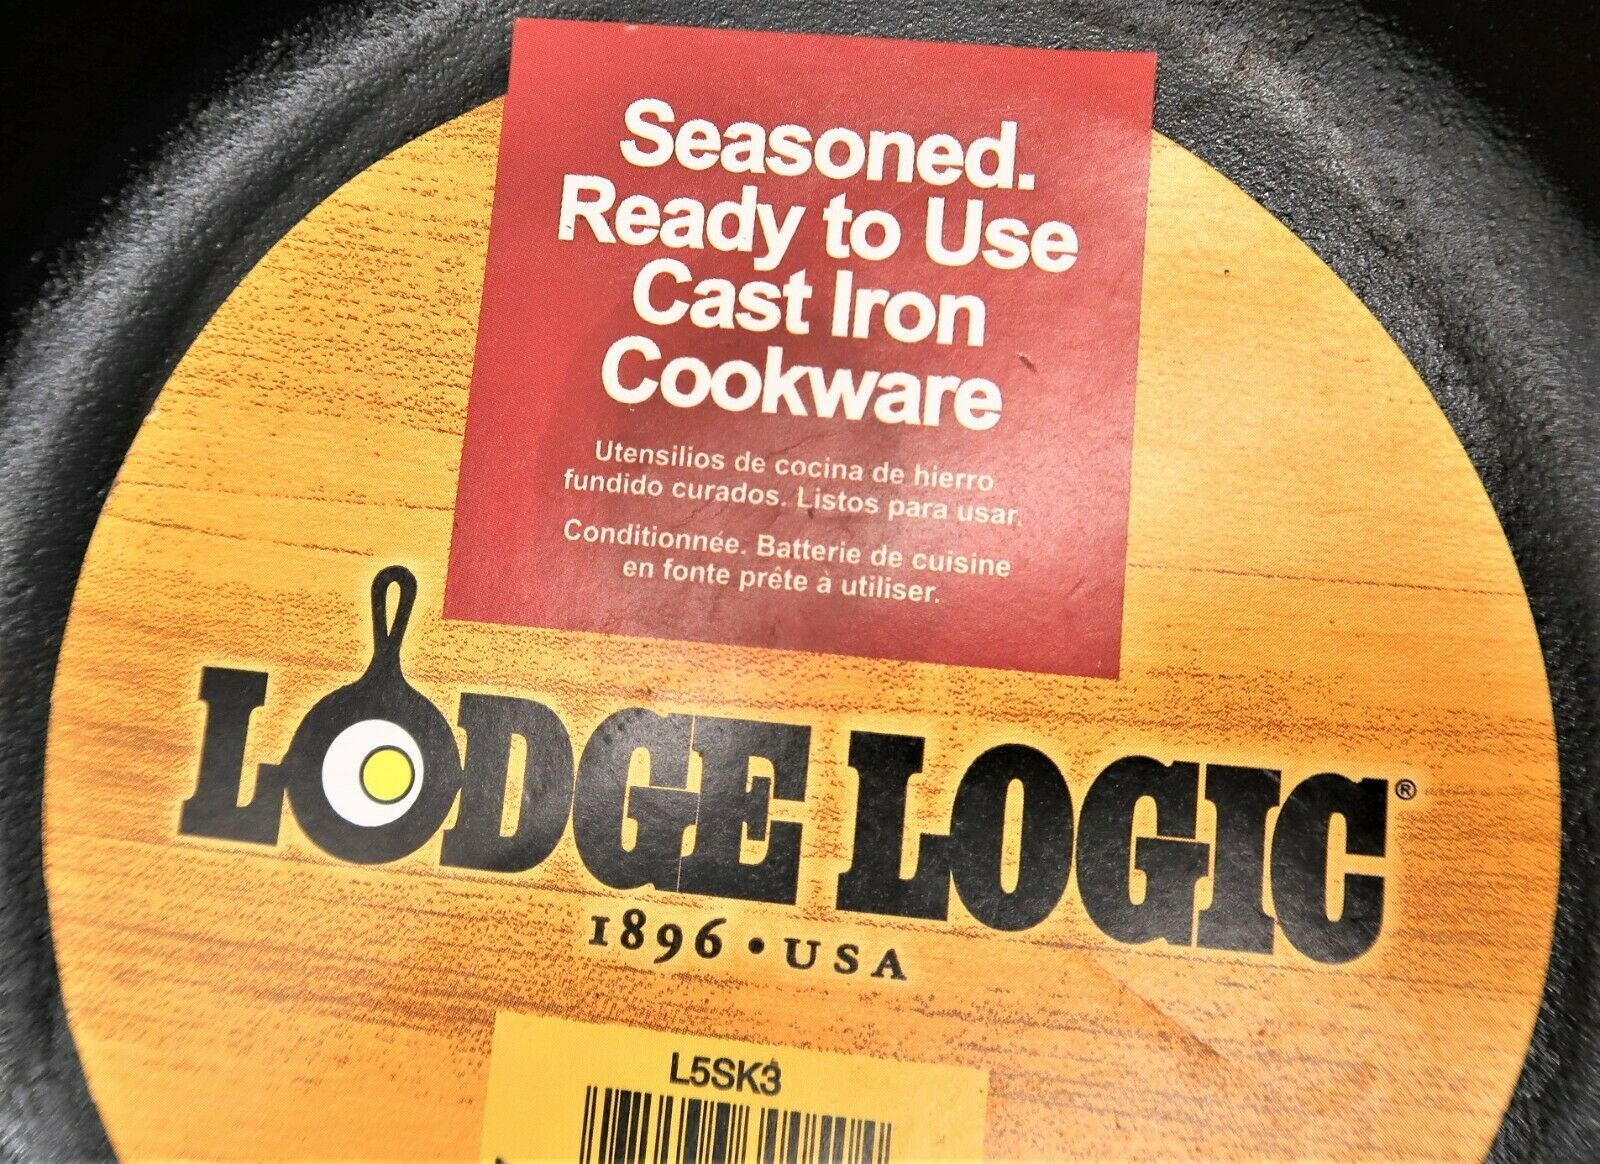 Seasoned.
Ready to Use
Cast Iron
Cookware
Utensilios de cocina de hierro
fundido curados. Listos para usar.
Conditionnée. Batterie de cuisine
en fonte prête à utiliser.
LODGE LOGIC®
1896 • USA
L5SK3